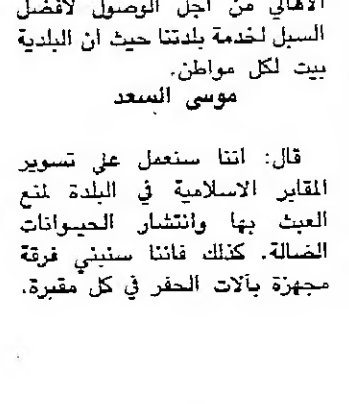 الاهالي من اجل الوصول لافضل
السبل لخدمة بلدتنا حيث ان البلدية
بيت لكل مواطن.
موسى السعد
قال: اننا سنعمل على تسوير
المقابر الاسلامية في البلدة لمنع
العبث بها وانتشار الحيوانات
الضالة. كذلك فاننا سنبني غرفة
مجهزة بآلات الحفر في كل مقبرة.